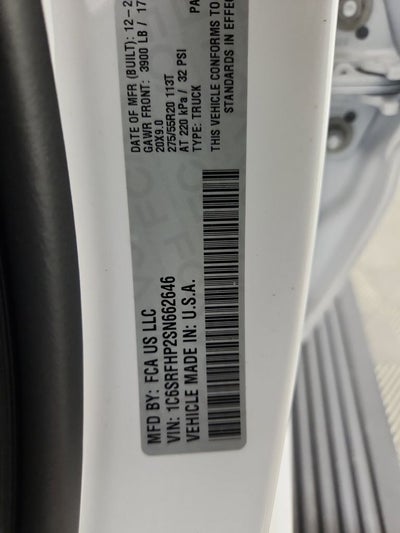 MFD BY: FCA US LLC
VIN: 1C6SRFHP2SN662646
VEHICLE MADE IN: U.S.A.
DATE OF MFR (BUILT): 12-2
GAWR FRONT: 3900 LB / 17
20X9.0
275/55R20 113T
AT 220 kPa / 32 PSI
TYPE: TRUCK
THIS VEHICLE CONFORMS TO
STANDARDS IN EFFEC
PA